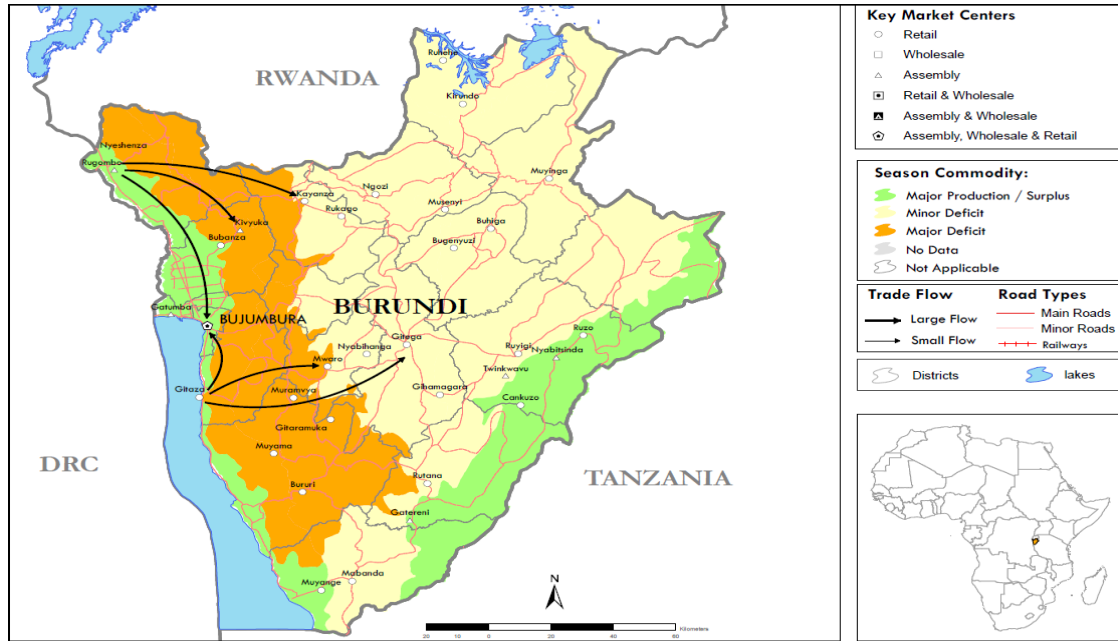 Ruhehe
RWANDA
Kirundo
Nyeshenza
Rugombo
Muyinga
Ngozi
Kayanza
Rukago
Musenyi
Kivyuka
Buhiga
Bubanza
Bugenyuzi
Gatumba
BURUNDI
BUJUMBURA
Ruzo
Gitega
Nyabihanga
Ruyigi
Nyabitsinda
Mwaro
Twinkwavu
Gitaza
Muramvya
Gihamagara
Cankuzo
Gitaramuka
Muyama
DRC
TANZANIA
Rutana
Bururi
Gatereni
Mabanda
Muyange
N
Kilometers
20 10 0 20 40 60
Key Market Centers
Retail
Wholesale
Assembly
Retail & Wholesale
Assembly & Wholesale
Assembly, Wholesale & Retail
Season Commodity:
Major Production / Surplus
Minor Deficit
Major Deficit
No Data
Not Applicable
Trade Flow
Large Flow
Small Flow
Road Types
Main Roads
Minor Roads
Railways
Districts
lakes